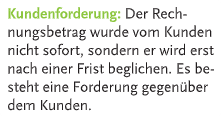 Kundenforderung: Der Rech-
nungsbetrag wurde vom Kunden
nicht sofort, sondern er wird erst
nach einer Frist beglichen. Es be-
steht eine Forderung gegenüber
dem Kunden.